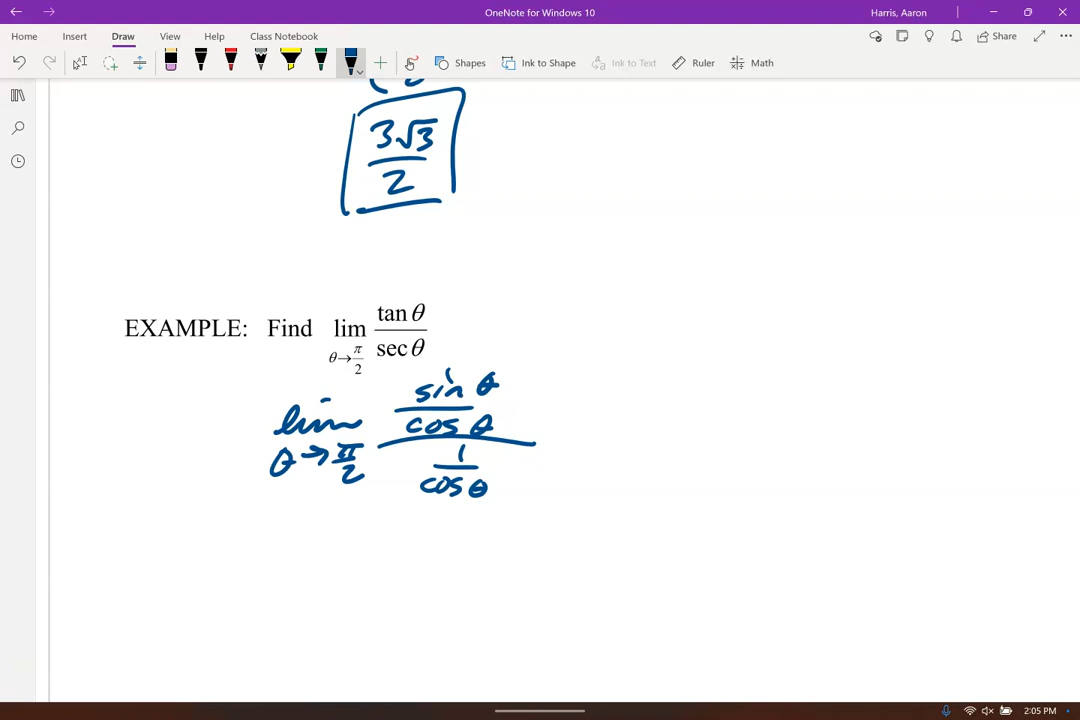 OneNote for Windows 10
Harris, Aaron
Home Insert Draw View Help Class Notebook
Share
Shapes Ink to Shape Ink to Text Ruler Math
3√3
2
EXAMPLE: Find lim θ→π/2 tan θ / sec θ
lim θ→π/2 (sin θ / cos θ) / (1 / cos θ)
2:05 PM